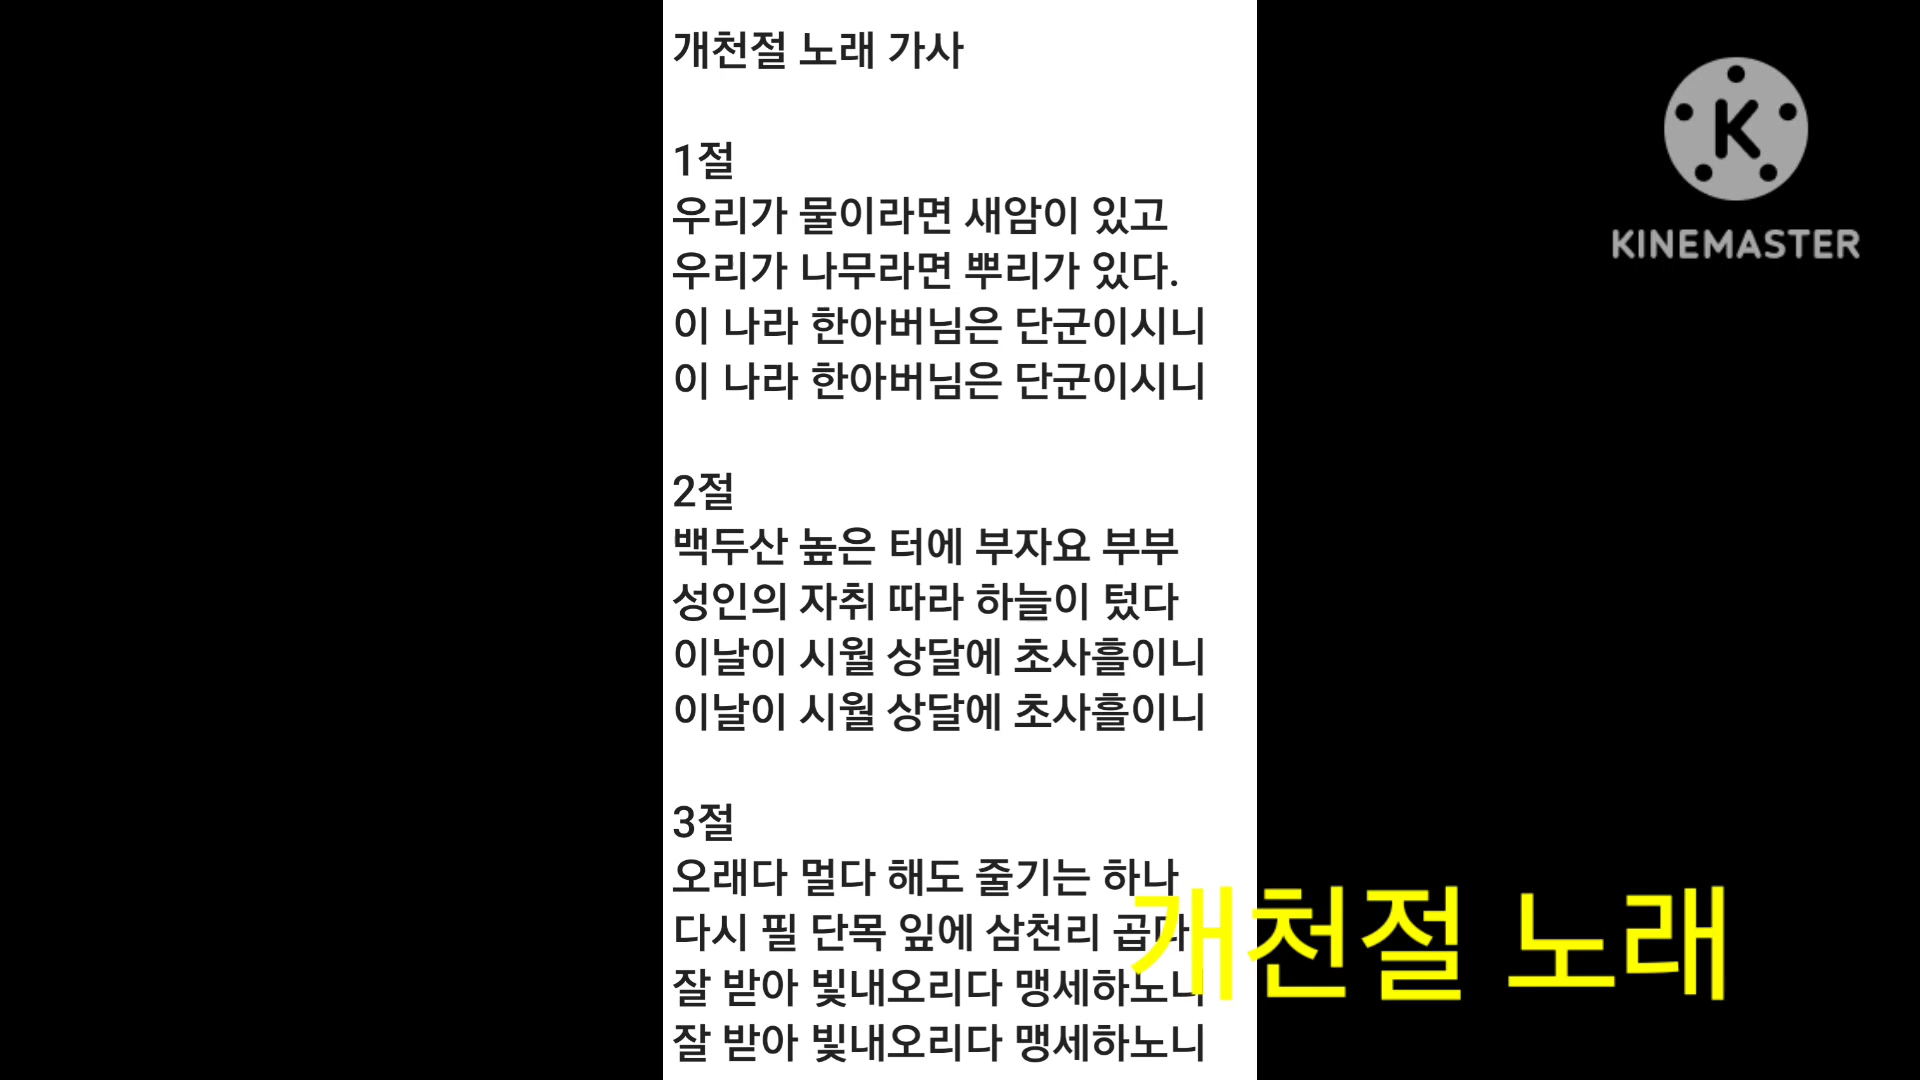 개천절 노래 가사
1절
우리가 물이라면 새암이 있고
우리가 나무라면 뿌리가 있다.
이 나라 한아버님은 단군이시니
이 나라 한아버님은 단군이시니
2절
백두산 높은 터에 부자요 부부
성인의 자취 따라 하늘이 텄다
이날이 시월 상달에 초사흘이니
이날이 시월 상달에 초사흘이니
3절
오래다 멀다 해도 줄기는 하나
다시 필 단목 잎에 삼천리 곱다
잘 받아 빛내오리다 맹세하노니
잘 받아 빛내오리다 맹세하노니
개천절 노래
K
KINEMASTER